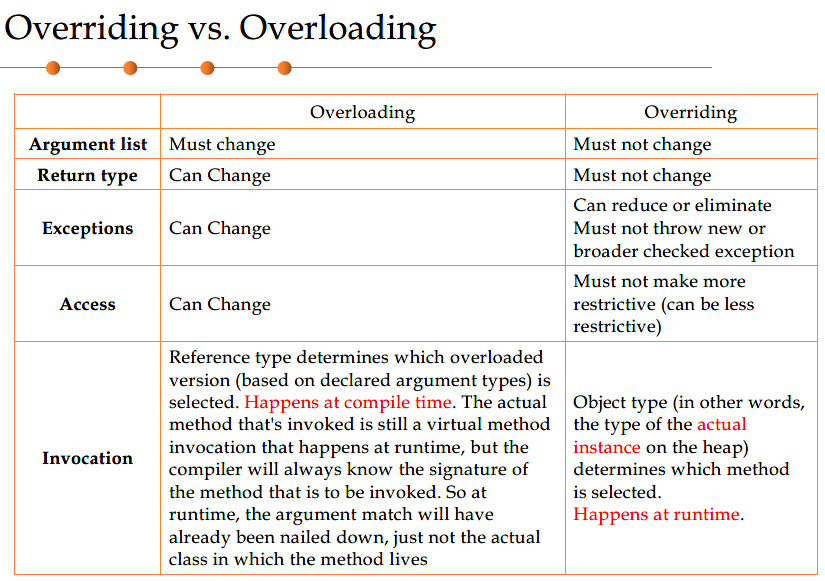 Overriding vs. Overloading
Overloading
Overriding
Argument list
Must change
Must not change
Return type
Can Change
Must not change
Exceptions
Can Change
Can reduce or eliminate
Must not throw new or
broader checked exception
Access
Can Change
Must not make more
restrictive (can be less
restrictive)
Invocation
Reference type determines which overloaded
version (based on declared argument types) is
selected. Happens at compile time. The actual
method that's invoked is still a virtual method
invocation that happens at runtime, but the
compiler will always know the signature of
the method that is to be invoked. So at
runtime, the argument match will have
already been nailed down, just not the actual
class in which the method lives
Object type (in other words,
the type of the actual
instance on the heap)
determines which method
is selected.
Happens at runtime.